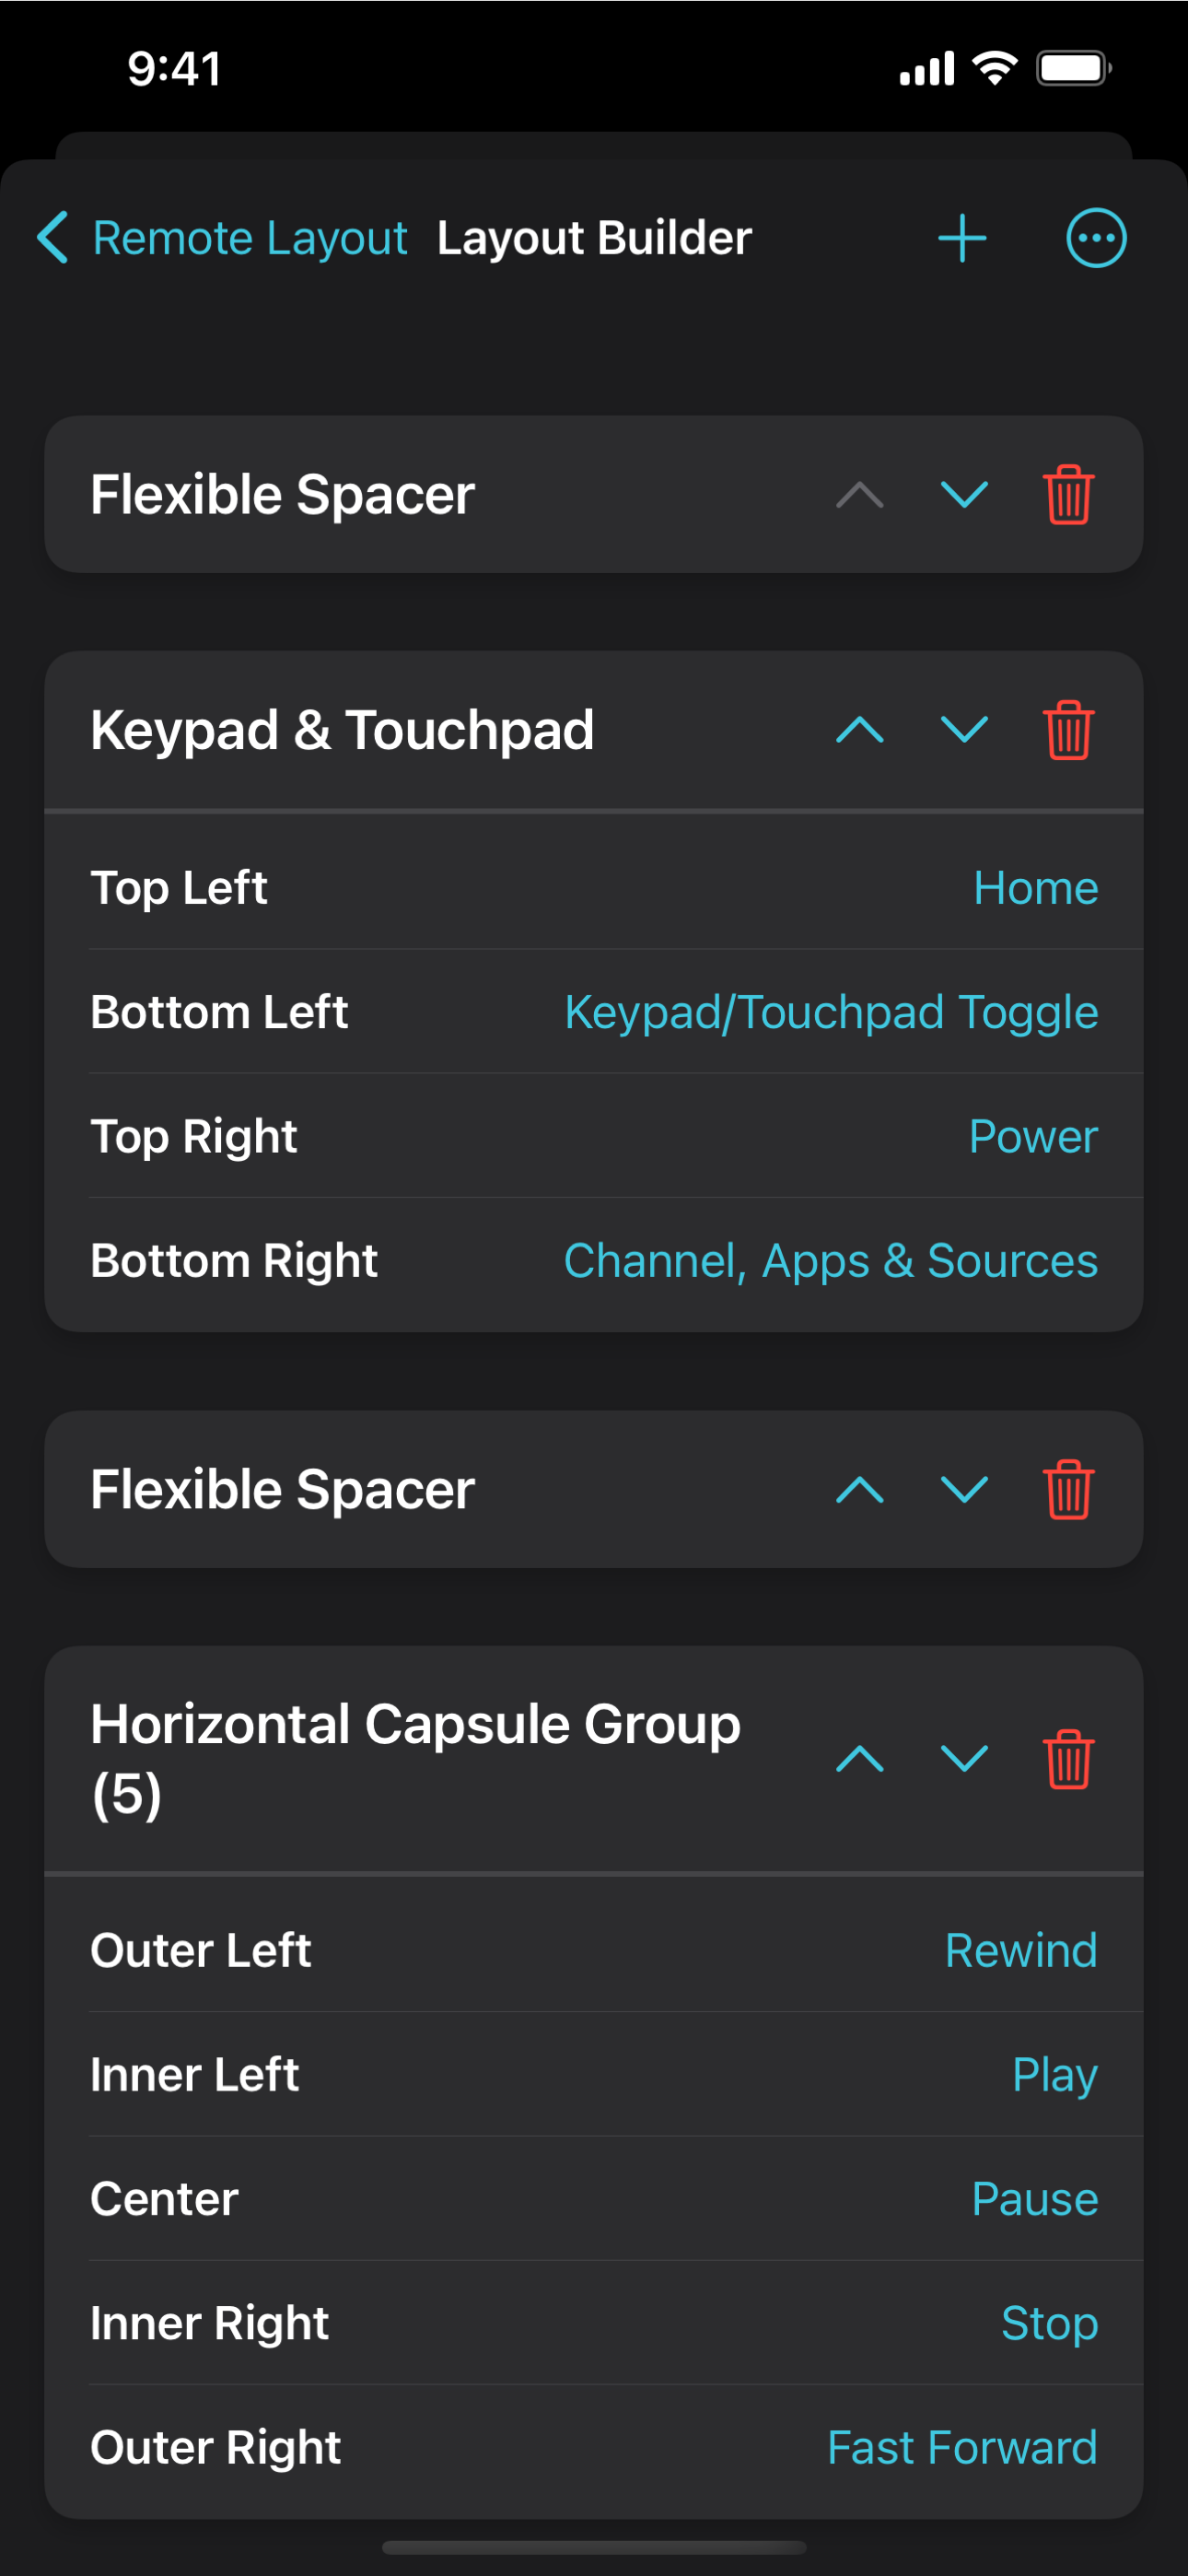 9:41
Remote Layout Layout Builder
Flexible Spacer
Keypad & Touchpad
Top Left Home
Bottom Left Keypad/Touchpad Toggle
Top Right Power
Bottom Right Channel, Apps & Sources
Flexible Spacer
Horizontal Capsule Group
(5)
Outer Left Rewind
Inner Left Play
Center Pause
Inner Right Stop
Outer Right Fast Forward